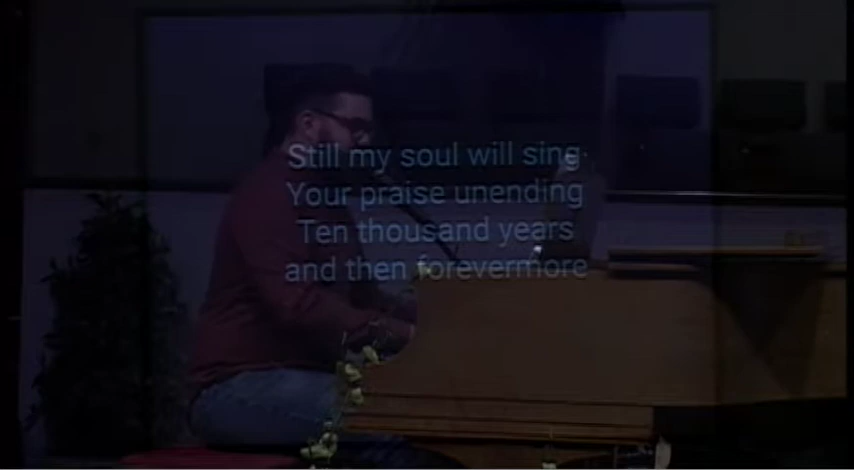 Still my soul will sing
Your praise unending
Ten thousand years
and then forevermore